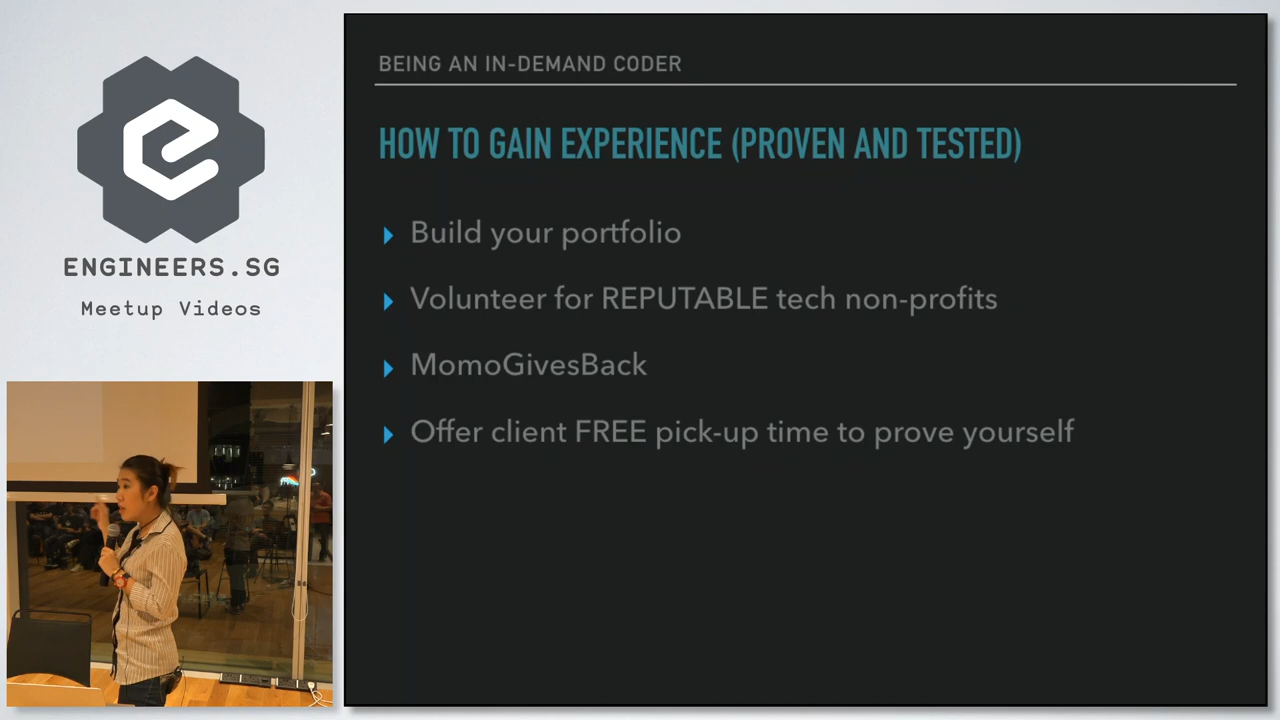 ENGINEERS.SG
Meetup Videos
BEING AN IN-DEMAND CODER
HOW TO GAIN EXPERIENCE (PROVEN AND TESTED)
Build your portfolio
Volunteer for REPUTABLE tech non-profits
MomoGivesBack
Offer client FREE pick-up time to prove yourself